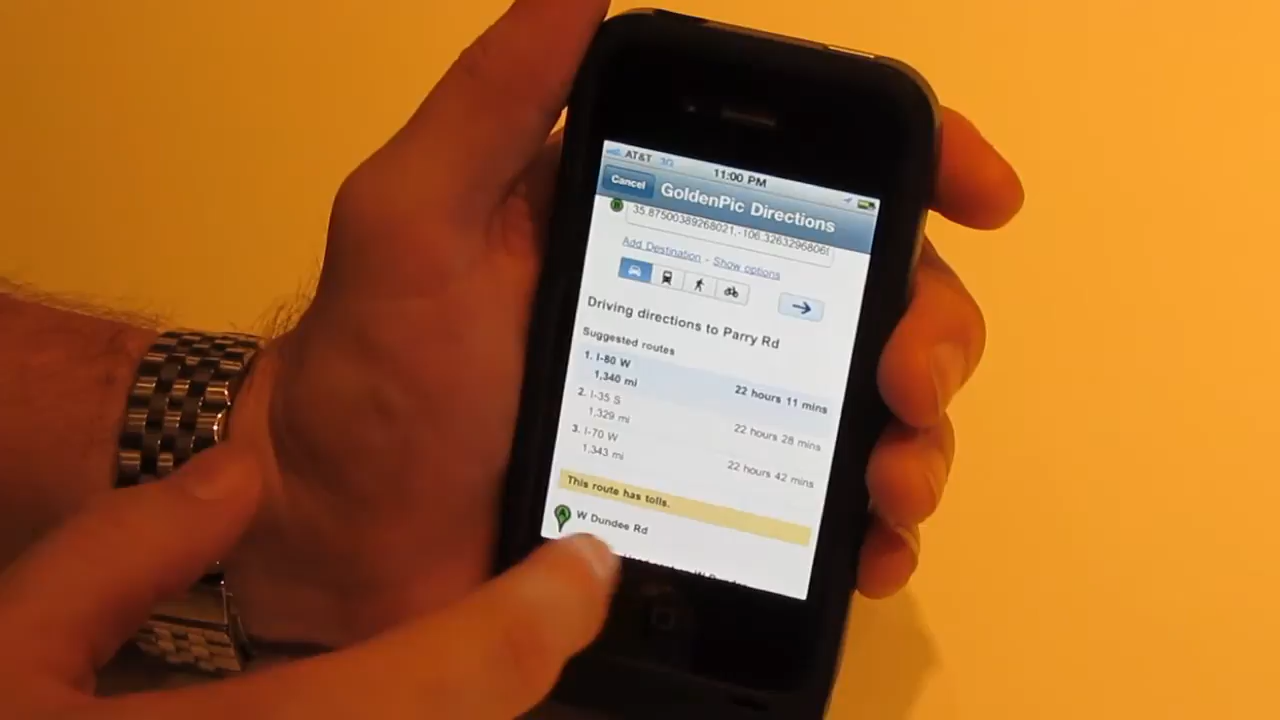 AT&T 3G
11:00 PM
Cancel
GoldenPic Directions
B
35.87500389268021,-106.326329680
Add Destination - Show options
Driving directions to Parry Rd
Suggested routes
1. I-80 W
1,340 mi
22 hours 11 mins
2. I-35 S
1,329 mi
22 hours 28 mins
3. I-70 W
1,343 mi
22 hours 42 mins
This route has tolls.
A
W Dundee Rd